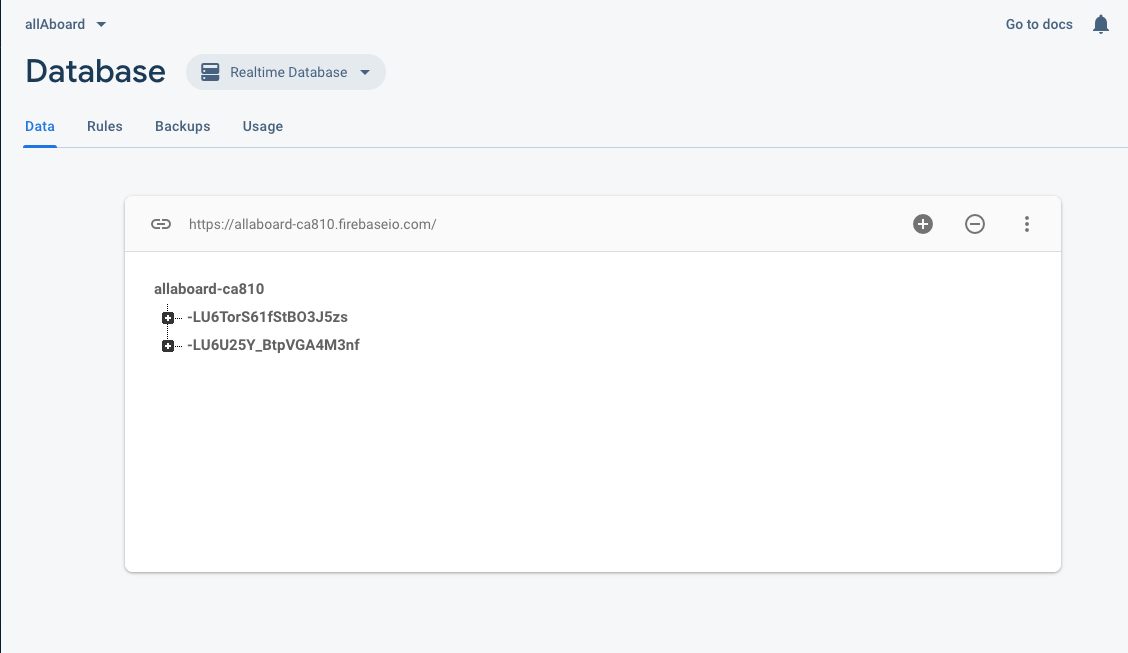 allAboard
Go to docs
Database
Realtime Database
Data Rules Backups Usage
https://allaboard-ca810.firebaseio.com/
allaboard-ca810
-LU6TorS61fStBO3J5zs
-LU6U25Y_BtpVGA4M3nf